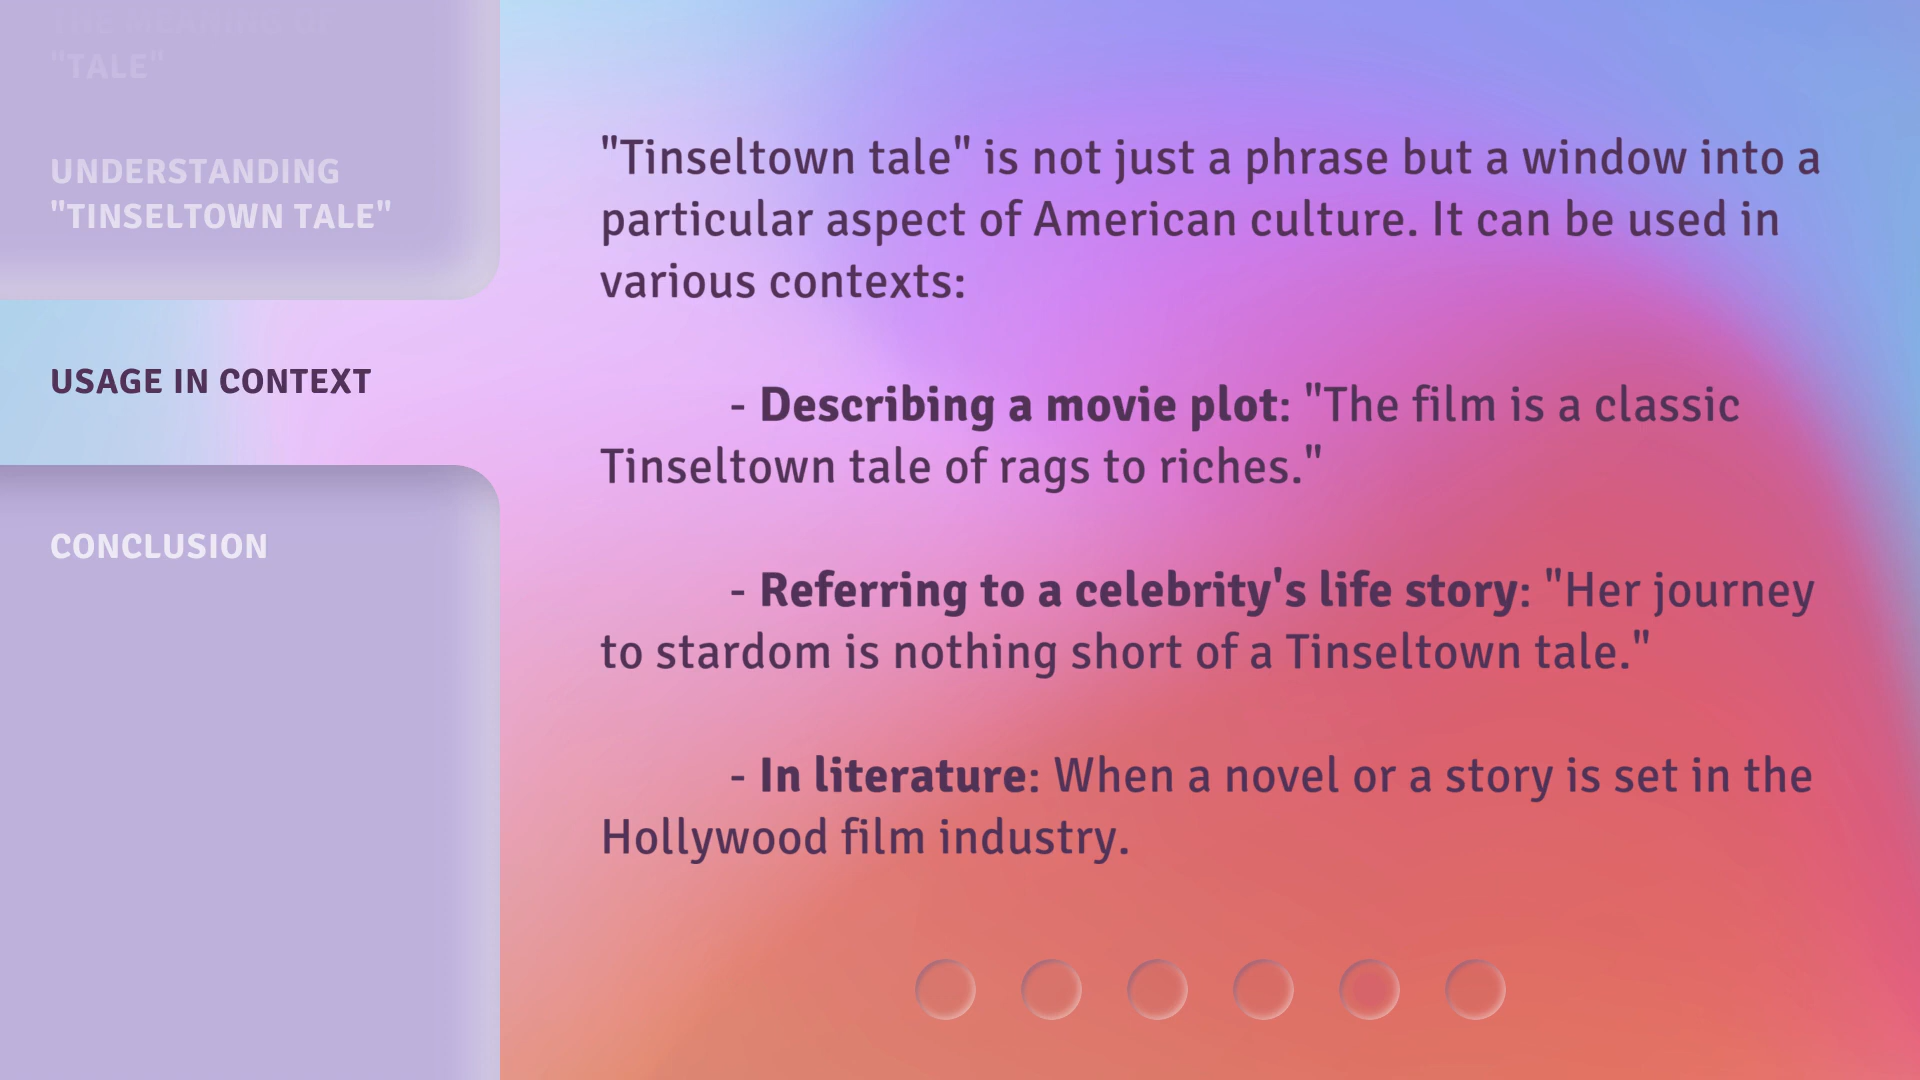 THE MEANING OF
"TALE"
UNDERSTANDING
"TINSELTOWN TALE"
USAGE IN CONTEXT
CONCLUSION
"Tinseltown tale" is not just a phrase but a window into a
particular aspect of American culture. It can be used in
various contexts:
- Describing a movie plot: "The film is a classic
Tinseltown tale of rags to riches."
- Referring to a celebrity's life story: "Her journey
to stardom is nothing short of a Tinseltown tale."
- In literature: When a novel or a story is set in the
Hollywood film industry.